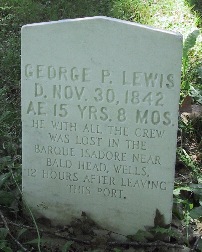 GEORGE P. LEWIS
D. NOV. 30, 1842
AE 15 YRS. 8 MOS.
HE WITH ALL THE CREW
WAS LOST IN THE
BARQUE ISADORE NEAR
BALD HEAD, WELLS,
12 HOURS AFTER LEAVING
THIS PORT.